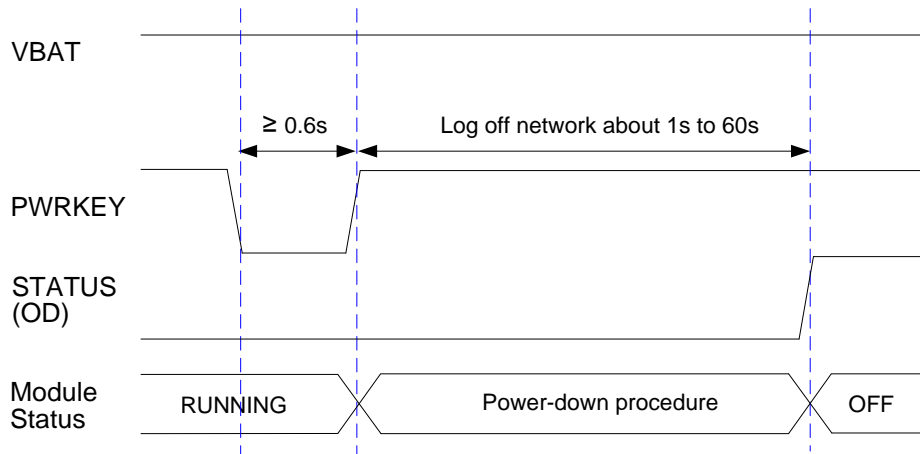 VBAT
≥ 0.6s
Log off network about 1s to 60s
PWRKEY
STATUS
(OD)
Module
Status
RUNNING
Power-down procedure
OFF